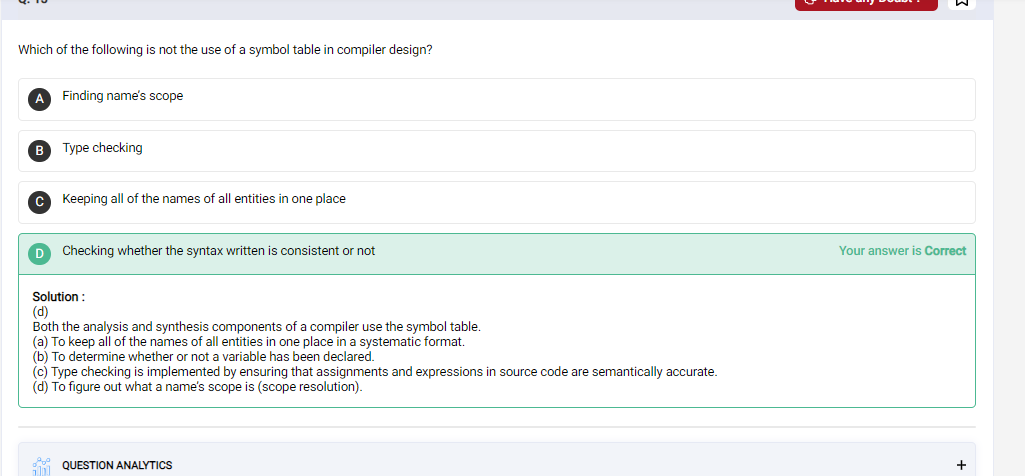 Which of the following is not the use of a symbol table in compiler design?
A Finding name's scope
B Type checking
C Keeping all of the names of all entities in one place
D Checking whether the syntax written is consistent or not Your answer is Correct
Solution :
(d)
Both the analysis and synthesis components of a compiler use the symbol table.
(a) To keep all of the names of all entities in one place in a systematic format.
(b) To determine whether or not a variable has been declared.
(c) Type checking is implemented by ensuring that assignments and expressions in source code are semantically accurate.
(d) To figure out what a name's scope is (scope resolution).
QUESTION ANALYTICS +